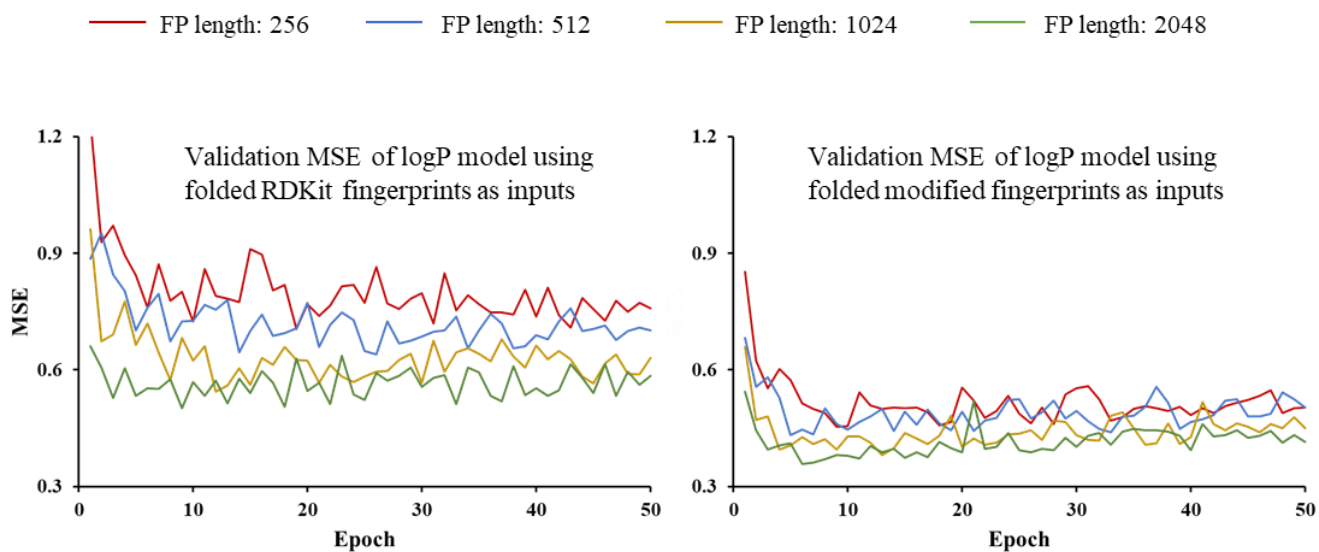 FP length: 256 FP length: 512 FP length: 1024 FP length: 2048
Validation MSE of logP model using
folded RDKit fingerprints as inputs
MSE
1.2
0.9
0.6
0.3
0 10 20 30 40 50
Epoch
Validation MSE of logP model using
folded modified fingerprints as inputs
1.2
0.9
0.6
0.3
0 10 20 30 40 50
Epoch